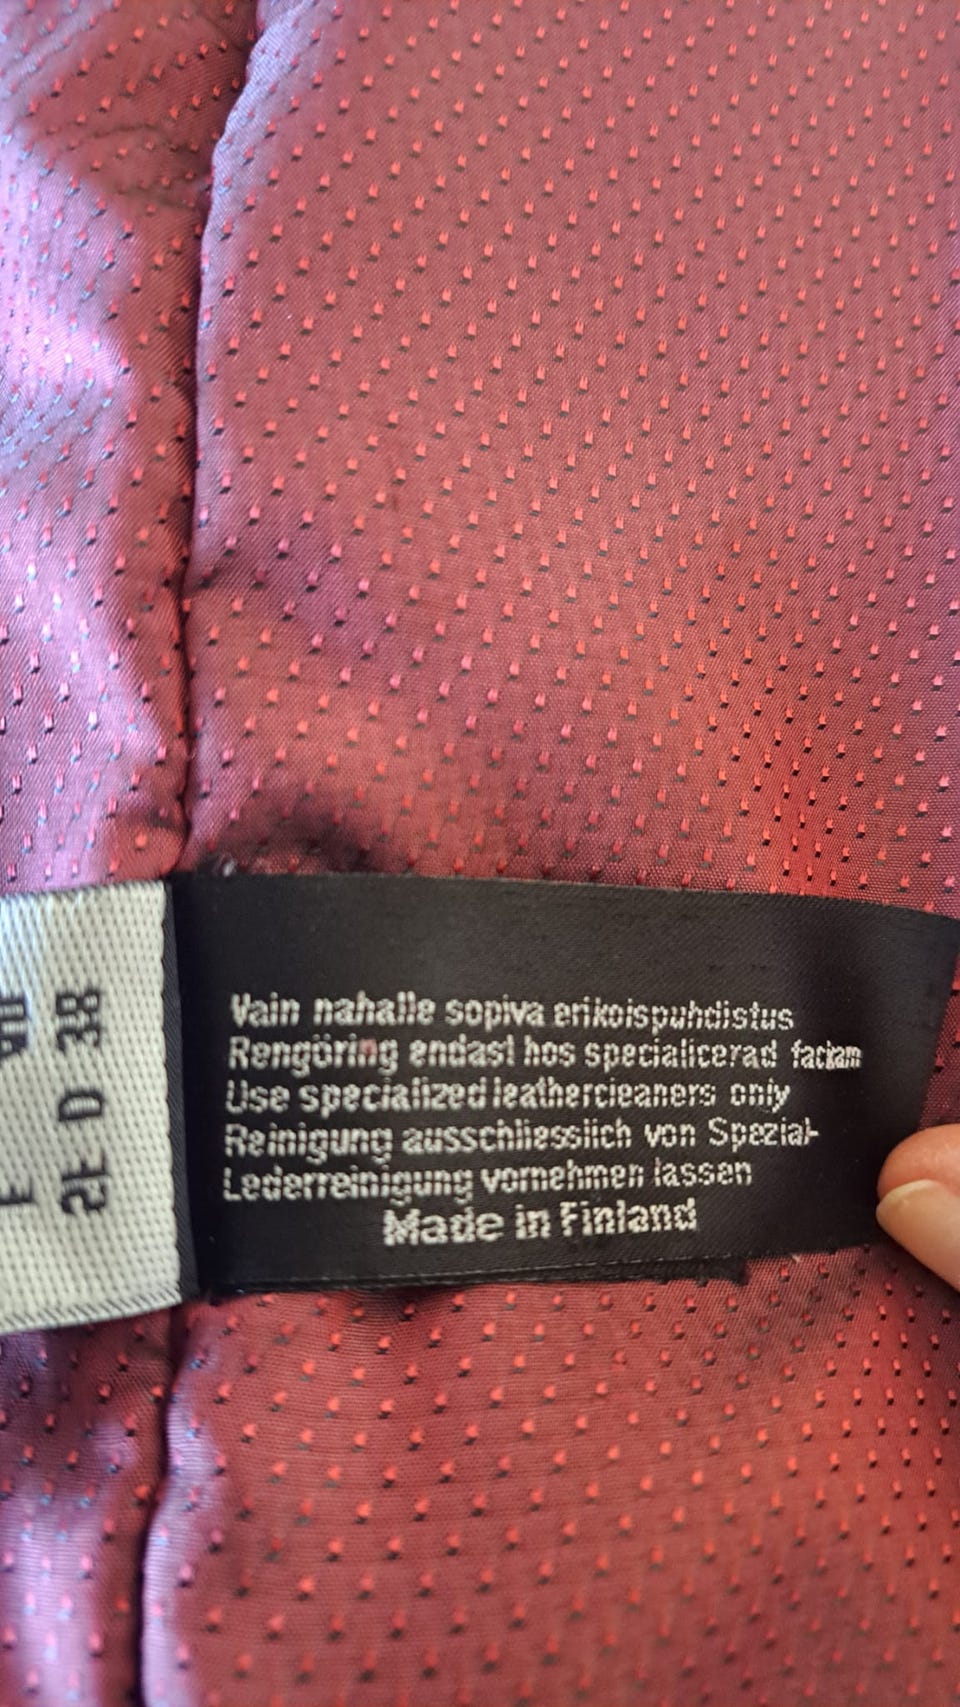 Vain nahalle sopiva erikoispuhdistus
Rengöring endast hos specialicerad fackam
Use specialized leathercleaners only
Reinigung ausschliesslich von Spezial-
Lederreinigung vornehmen lassen
Made in Finland
D 38